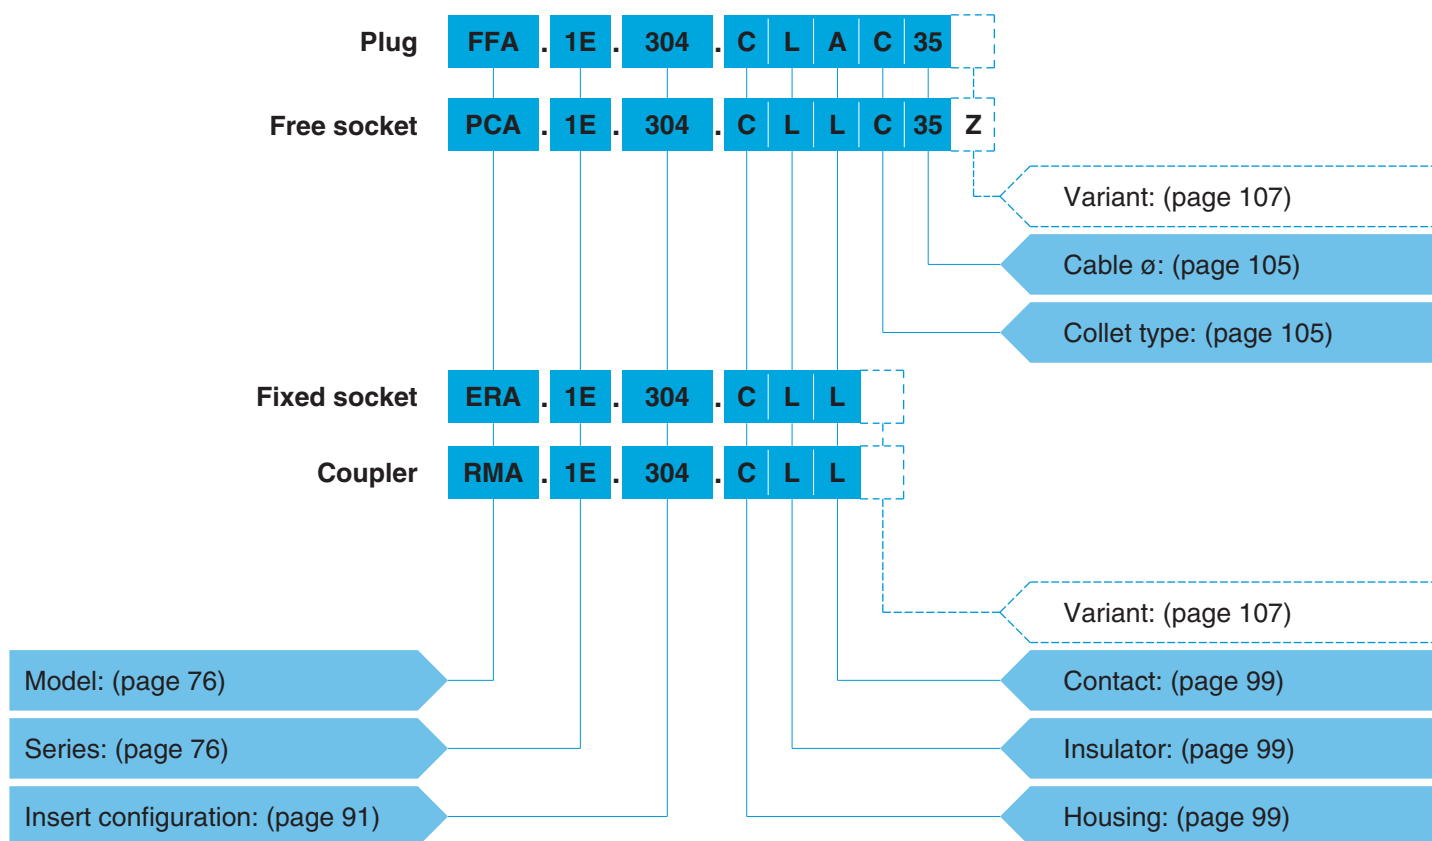 Plug FFA . 1E . 304 . C L A C 35
Free socket PCA . 1E . 304 . C L L C 35 Z
Variant: (page 107)
Cable ø: (page 105)
Collet type: (page 105)
Fixed socket ERA . 1E . 304 . C L L
Coupler RMA . 1E . 304 . C L L
Variant: (page 107)
Model: (page 76)
Contact: (page 99)
Series: (page 76)
Insulator: (page 99)
Insert configuration: (page 91)
Housing: (page 99)